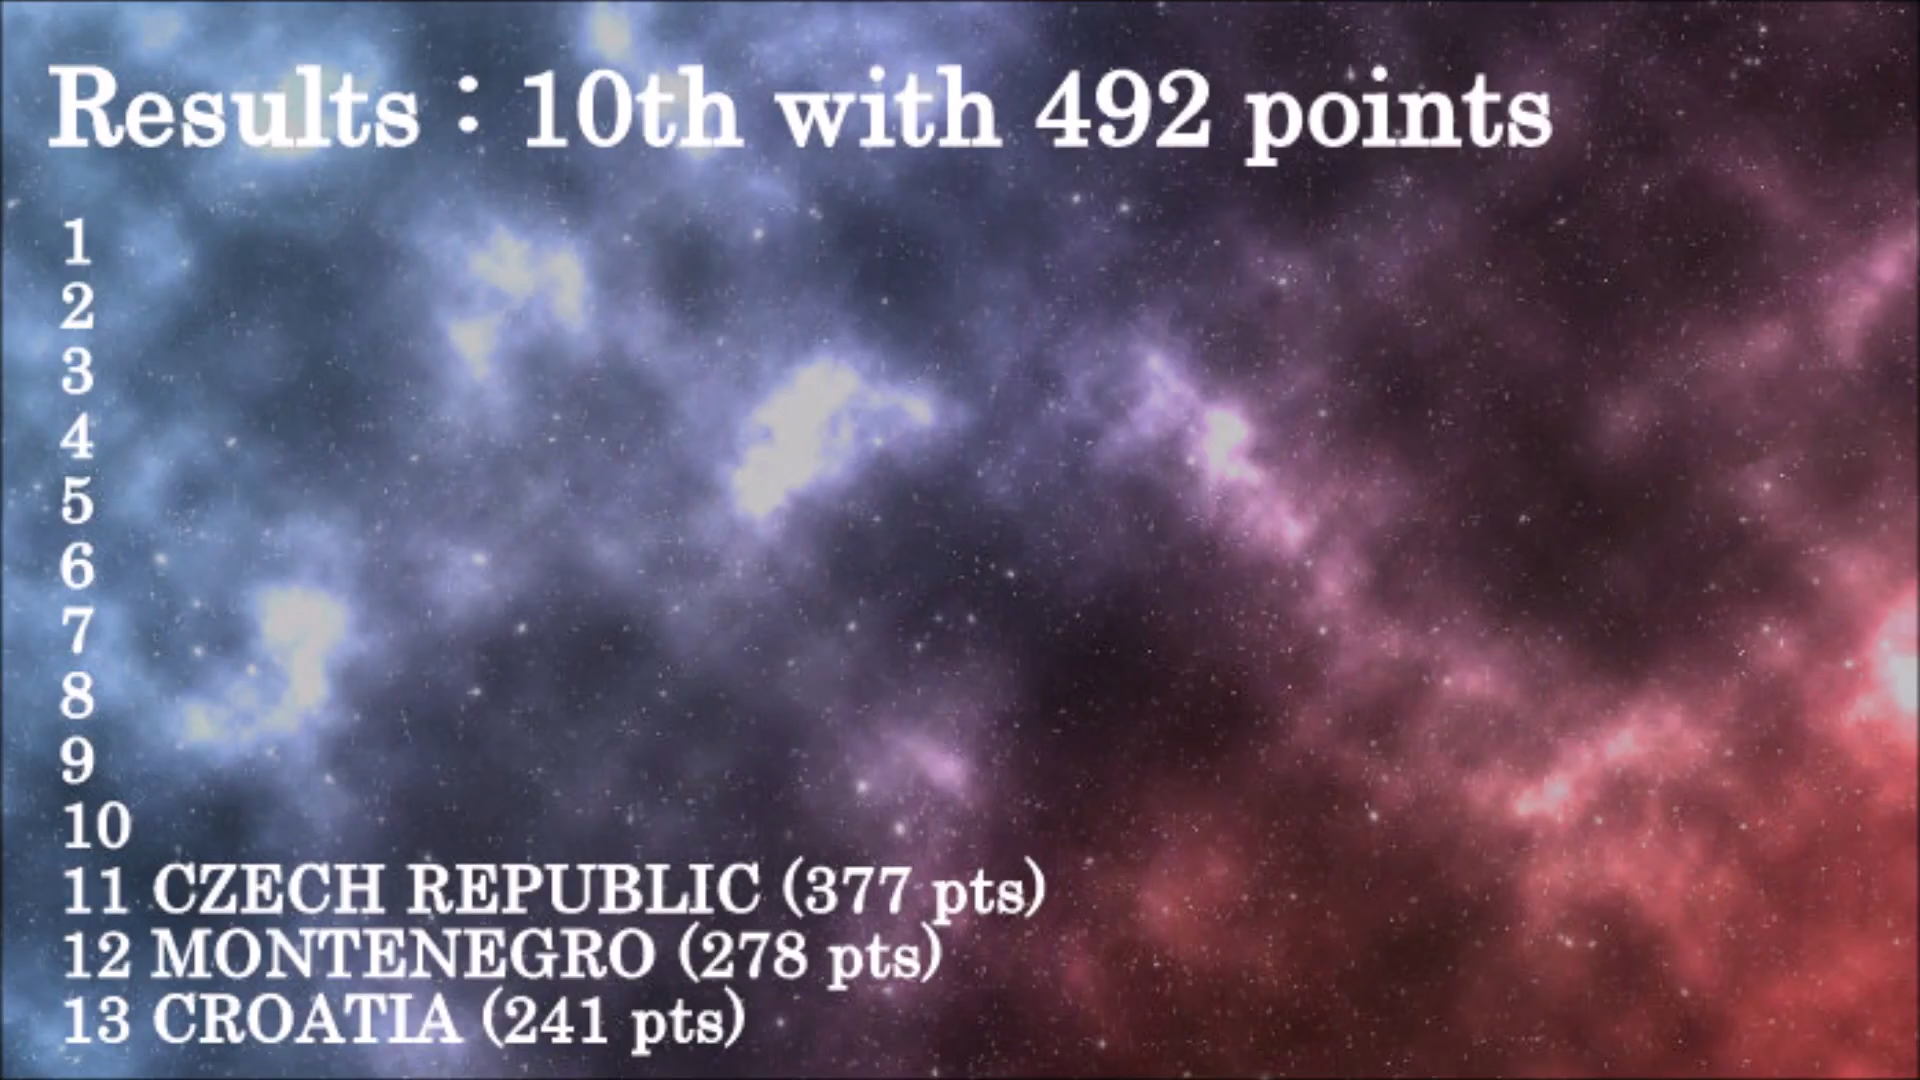 Results : 10th with 492 points
1
2
3
4
5
6
7
8
9
10
11 CZECH REPUBLIC (377 pts)
12 MONTENEGRO (278 pts)
13 CROATIA (241 pts)